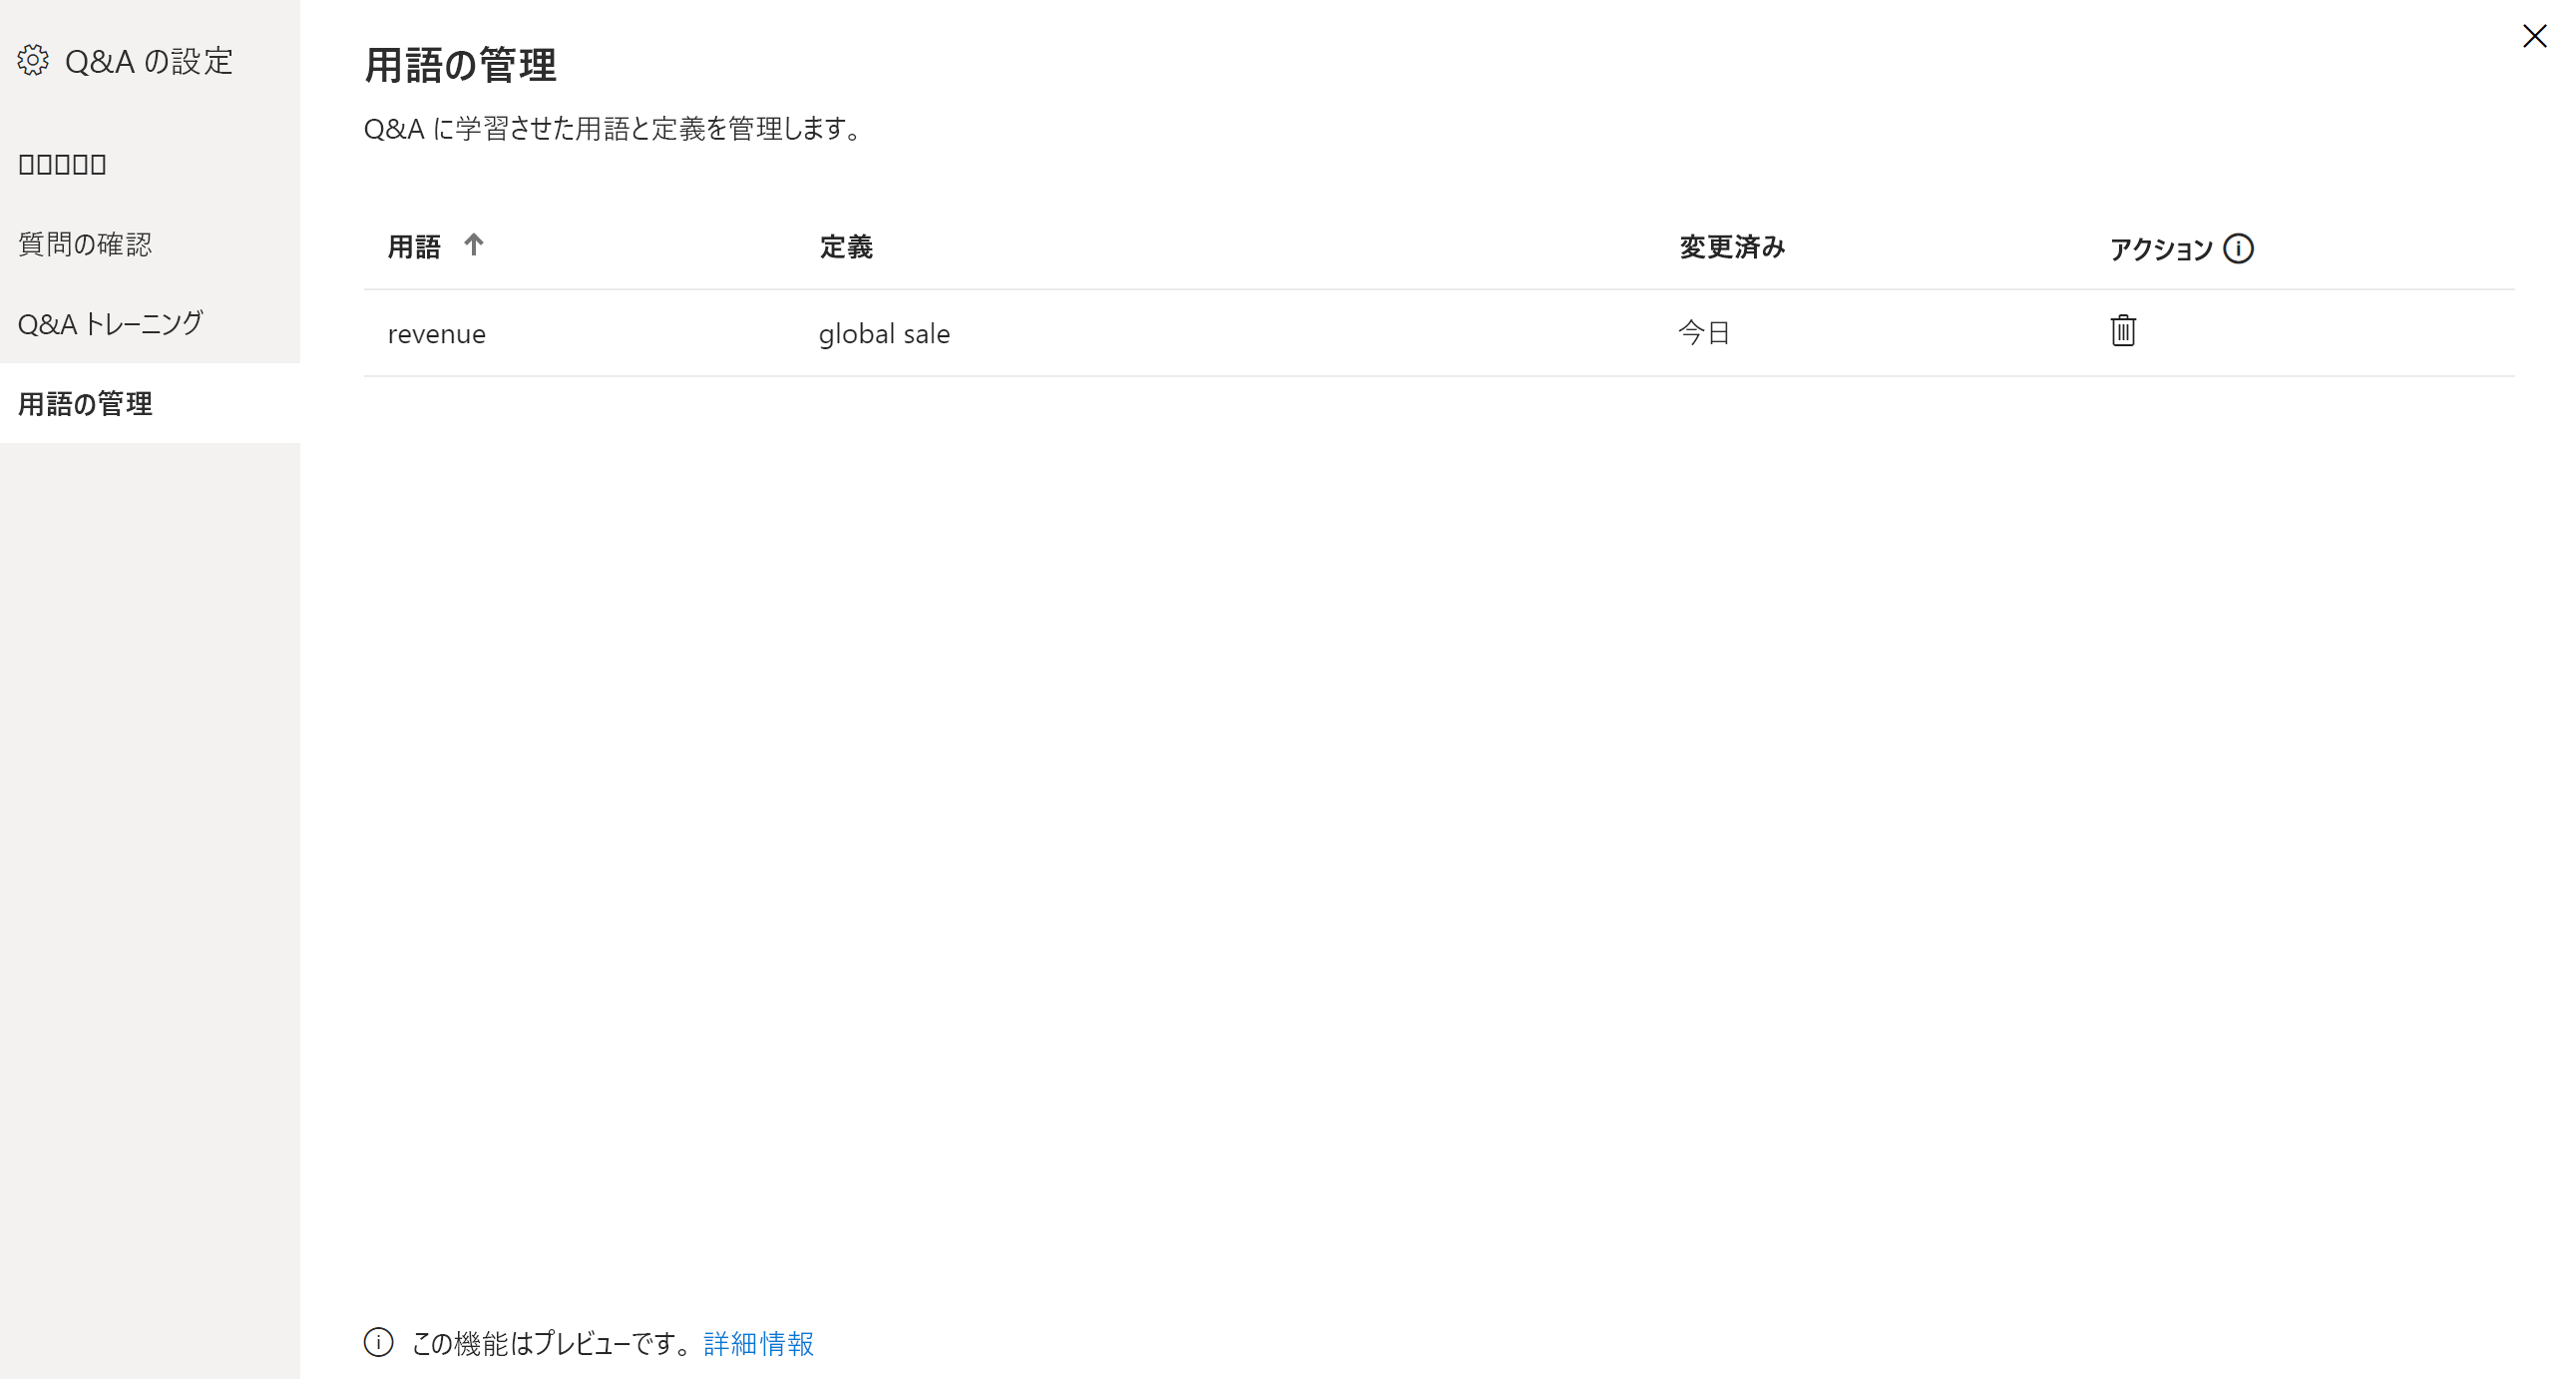 Q&A の設定
質問の確認
Q&A トレーニング
用語の管理
用語の管理
Q&A に学習させた用語と定義を管理します。
用語 定義 変更済み アクション
revenue global sale 今日
この機能はプレビューです。 詳細情報